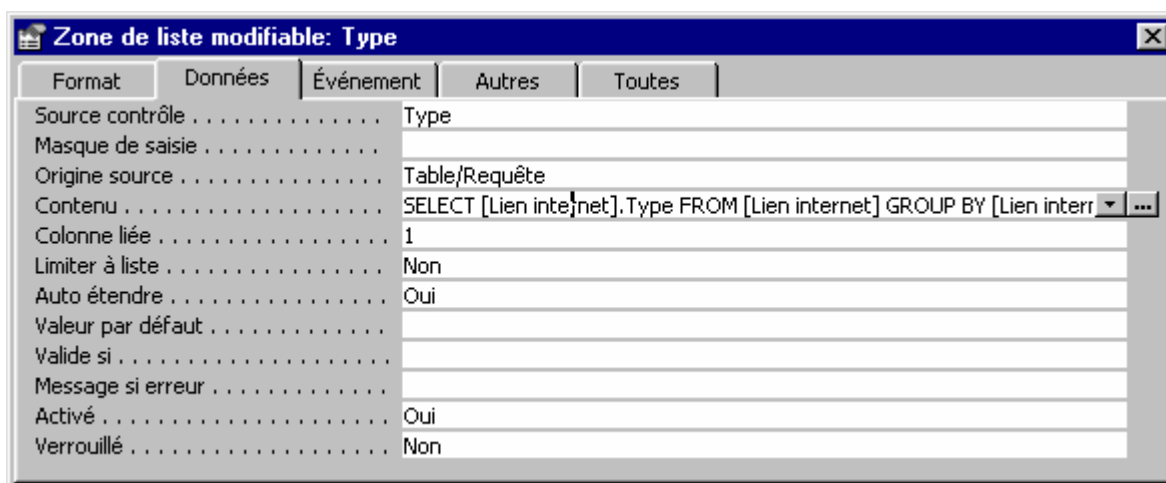 Zone de liste modifiable: Type
Format Données Événement Autres Toutes
Source contrôle . . . . . . . . . . . . . . Type
Masque de saisie . . . . . . . . . . . . .
Origine source . . . . . . . . . . . . . . . . Table/Requête
Contenu . . . . . . . . . . . . . . . . . . . . SELECT [Lien internet].Type FROM [Lien internet] GROUP BY [Lien interr ...
Colonne liée . . . . . . . . . . . . . . . . . 1
Limiter à liste . . . . . . . . . . . . . . . . . Non
Auto étendre . . . . . . . . . . . . . . . . . Oui
Valeur par défaut . . . . . . . . . . . . .
Valide si . . . . . . . . . . . . . . . . . . . . .
Message si erreur . . . . . . . . . . . . .
Activé . . . . . . . . . . . . . . . . . . . . . . Oui
Verrouillé . . . . . . . . . . . . . . . . . . . Non